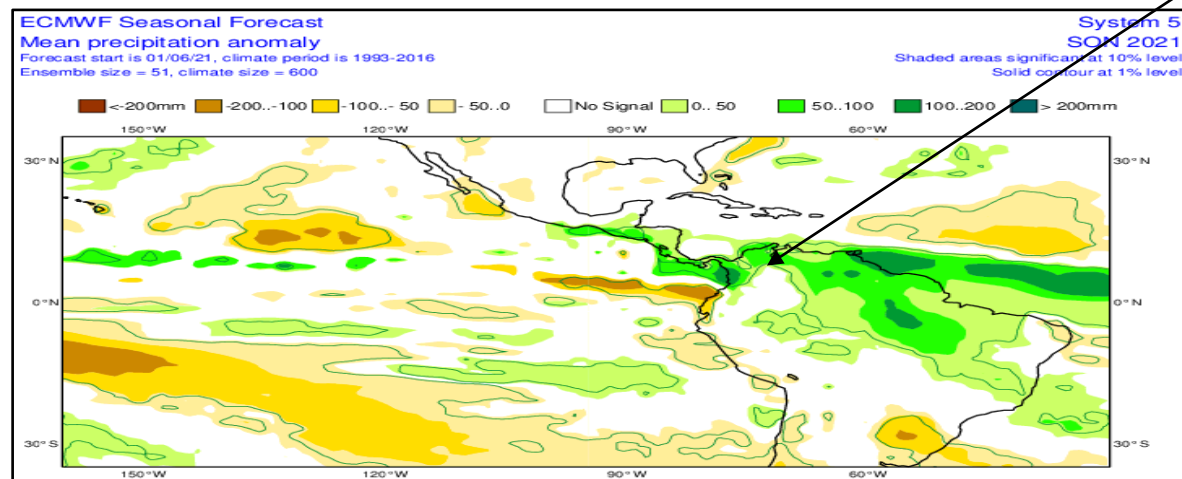 ECMWF Seasonal Forecast System 5
Mean precipitation anomaly SON 2021
Forecast start is 01/06/21, climate period is 1993-2016 Shaded areas significant at 10% level
Ensemble size = 51, climate size = 600 Solid contour at 1% level
<-200mm -200..-100 -100..- 50 - 50..0 No Signal 0.. 50 50..100 100..200 > 200mm
150°W 120°W 90°W 60°W
30°N 30°N
0°N 0°N
30°S 30°S
150°W 120°W 90°W 60°W